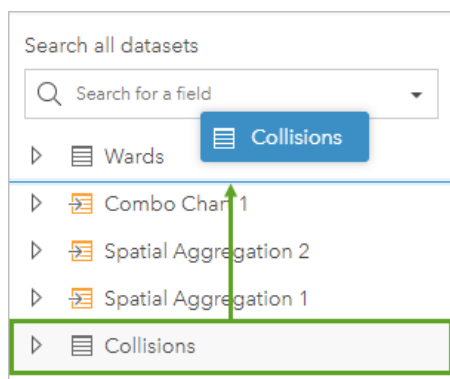 Search all datasets
Search for a field
Collisions
Wards
Combo Chart 1
Spatial Aggregation 2
Spatial Aggregation 1
Collisions